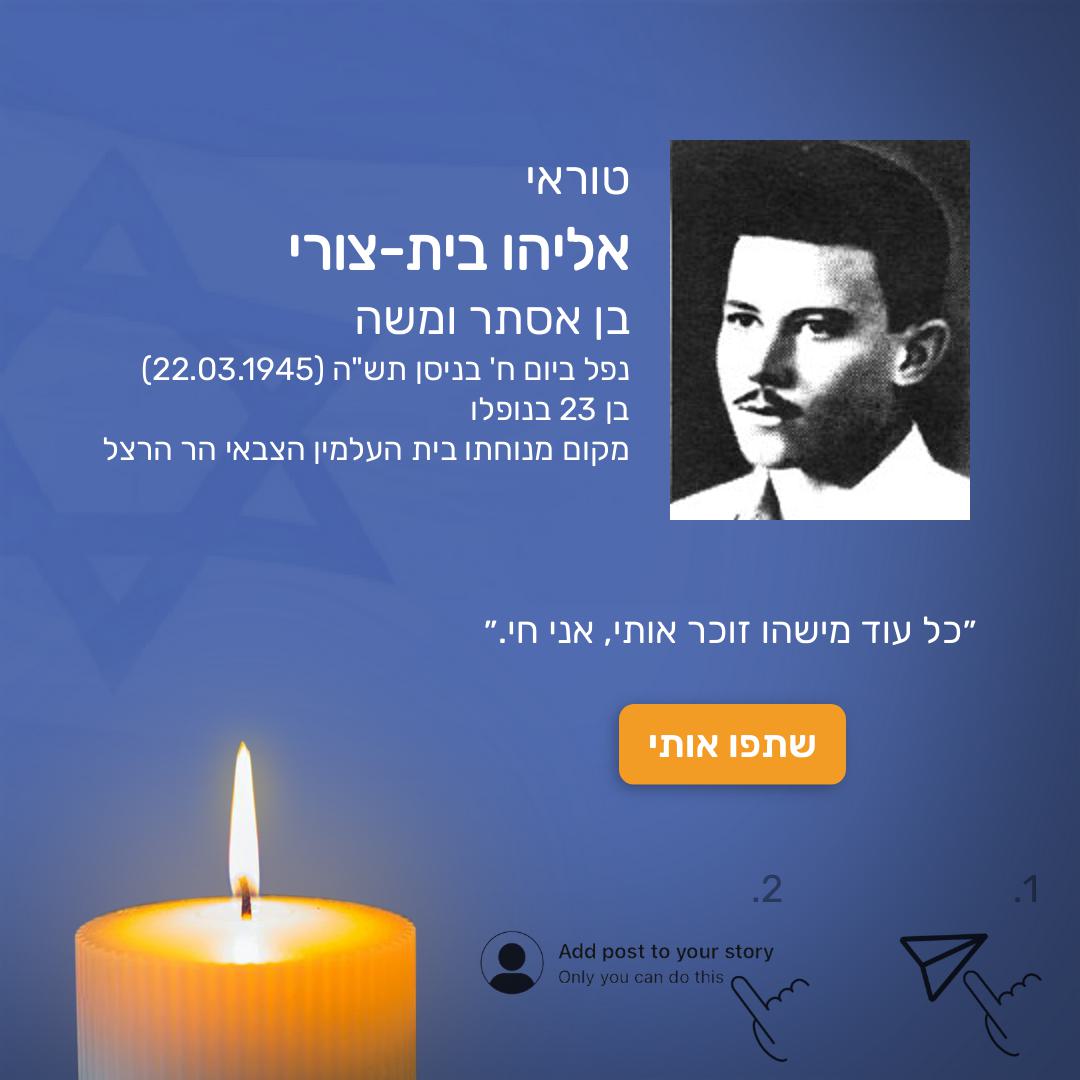 טוראי
אליהו בית-צורי
בן אסתר ומשה
נפל ביום ח' בניסן תש"ה (22.03.1945)
בן 23 בנופלו
מקום מנוחתו בית העלמין הצבאי הר הרצל
״כל עוד מישהו זוכר אותי, אני חי.״
שתפו אותי
.1
.2
Add post to your story
Only you can do this